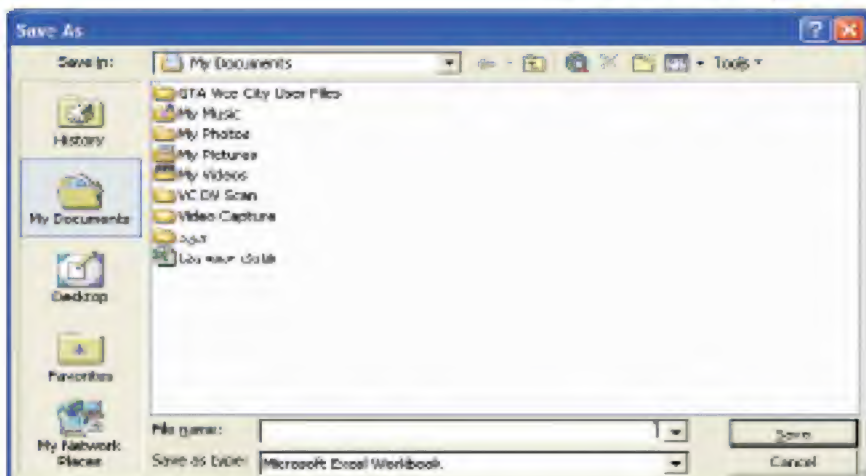 Save As
Save in: My Documents Tools
GTA Vice City User Files
My Music
My Photos
My Pictures
My Videos
VC DV Scan
Video Capture
History
My Documents
Desktop
Favorites
My Network
Places
File name: Save
Save as type: Microsoft Excel Workbook Cancel